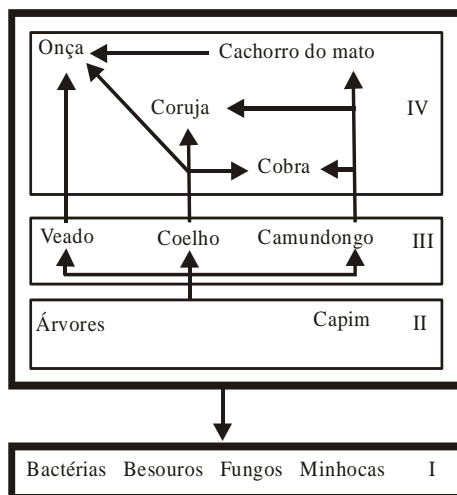 Onça Cachorro do mato
Coruja IV
Cobra
Veado Coelho Camundongo III
Árvores Capim II
Bactérias Besouros Fungos Minhocas I